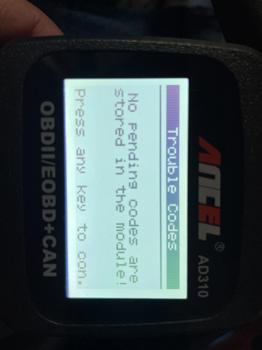 ANCEL® AD310
Trouble Codes
No pending codes are
stored in the module!
Press any key to con.
OBDII/EOBD+CAN